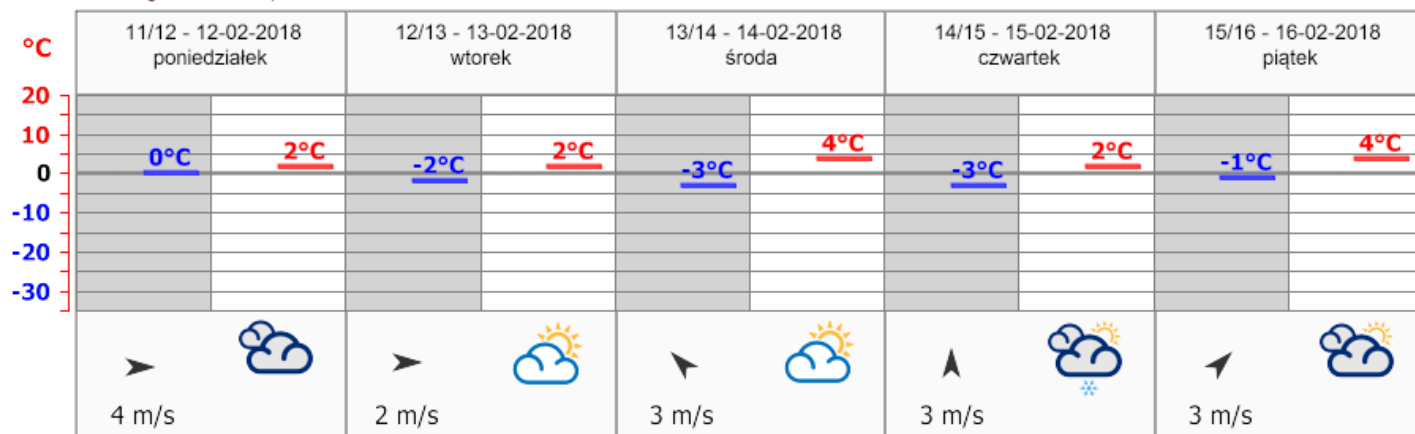 °C
11/12 - 12-02-2018
poniedziałek
12/13 - 13-02-2018
wtorek
13/14 - 14-02-2018
środa
14/15 - 15-02-2018
czwartek
15/16 - 16-02-2018
piątek
20
10
0
-10
-20
-30
0°C
2°C
-2°C
2°C
-3°C
4°C
-3°C
2°C
-1°C
4°C
4 m/s
2 m/s
3 m/s
3 m/s
3 m/s